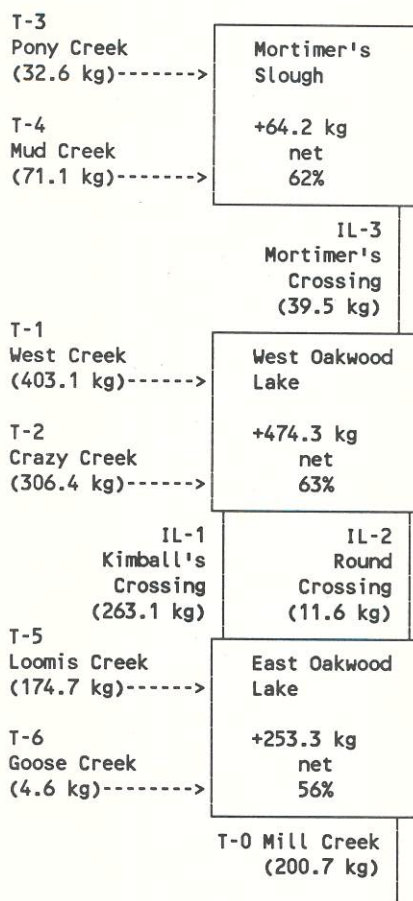 T-3
Pony Creek
(32.6 kg)------->
Mortimer's
Slough
T-4
Mud Creek
(71.1 kg)------->
+64.2 kg
net
62%
IL-3
Mortimer's
Crossing
(39.5 kg)
T-1
West Creek
(403.1 kg)------>
West Oakwood
Lake
T-2
Crazy Creek
(306.4 kg)------>
+474.3 kg
net
63%
IL-1
Kimball's
Crossing
(263.1 kg)
IL-2
Round
Crossing
(11.6 kg)
T-5
Loomis Creek
(174.7 kg)------>
East Oakwood
Lake
T-6
Goose Creek
(4.6 kg)-------->
+253.3 kg
net
56%
T-0 Mill Creek
(200.7 kg)